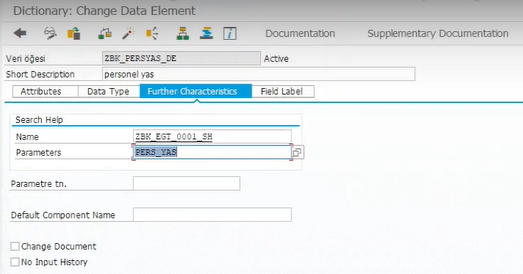 Dictionary: Change Data Element
Documentation Supplementary Documentation
Veri öğesi ZBK_PERSYAS_DE Active
Short Description personel yas
Attributes Data Type Further Characteristics Field Label
Search Help
Name ZBK_EGT_0001_SH
Parameters PERS_YAS
Parametre tn.
Default Component Name
Change Document
No Input History